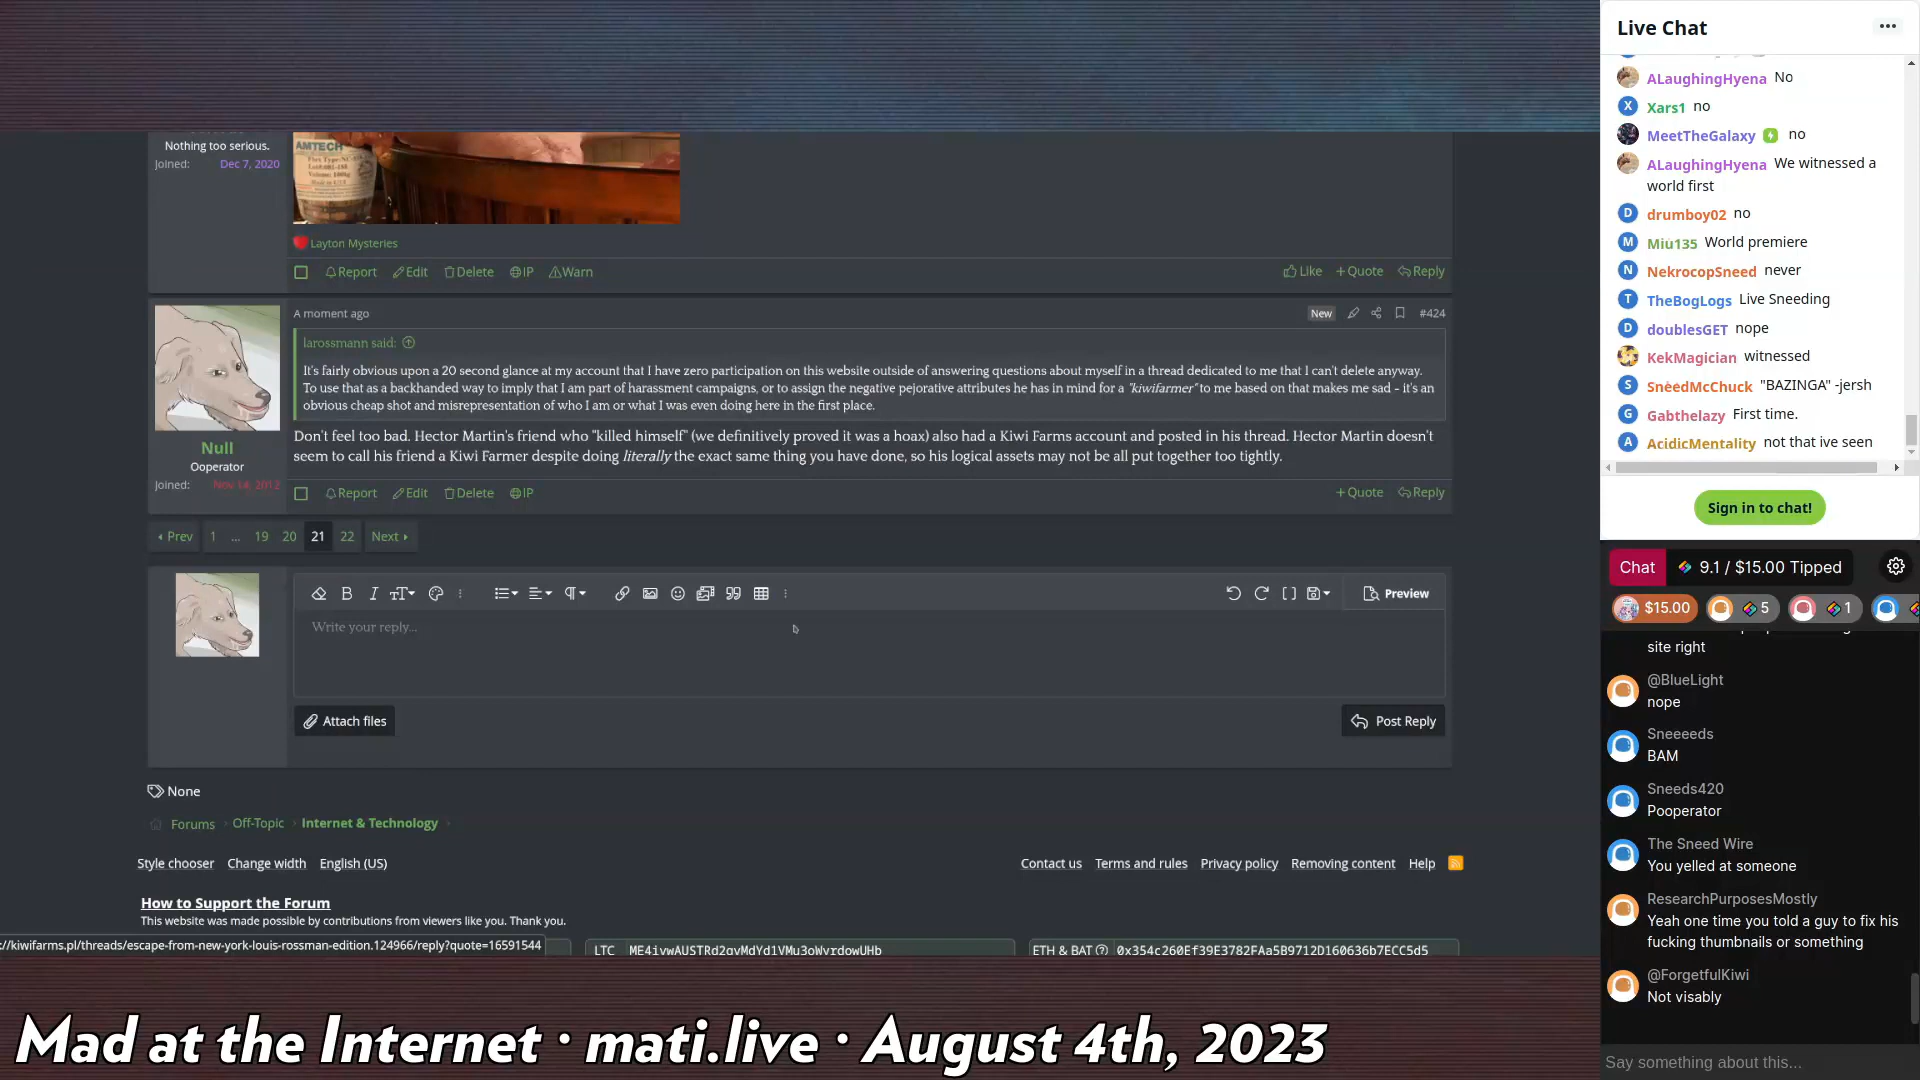 Nothing too serious.
Joined: Dec 7, 2020
AMTECH
Layton Mysteries
Report Edit Delete IP Warn
Like +Quote Reply
A moment ago
New #424
larossmann said:
It's fairly obvious upon a 20 second glance at my account that I have zero participation on this website outside of answering questions about myself in a thread dedicated to me that I can't delete anyway.
To use that as a backhanded way to imply that I am part of harassment campaigns, or to assign the negative pejorative attributes he has in mind for a "kiwifarmer" to me based on that makes me sad - it's an
obvious cheap shot and misrepresentation of who I am or what I was even doing here in the first place.
Don't feel too bad. Hector Martin's friend who "killed himself" (we definitively proved it was a hoax) also had a Kiwi Farms account and posted in his thread. Hector Martin doesn't
seem to call his friend a Kiwi Farmer despite doing literally the exact same thing you have done, so his logical assets may not be all put together too tightly.
Null
Ooperator
Joined: Nov 14, 2012
Report Edit Delete IP
+Quote Reply
Prev 1 ... 19 20 21 22 Next
Preview
Write your reply...
Attach files
Post Reply
None
Forums Off-Topic Internet & Technology
Style chooser Change width English (US)
Contact us Terms and rules Privacy policy Removing content Help
How to Support the Forum
This website was made possible by contributions from viewers like you. Thank you.
://kiwifarms.pl/threads/escape-from-new-york-louis-rossman-edition.124966/reply?quote=16591544
LTC
ETH & BAT 0x354c260Ef39E3782FAa5B9712D160636b7ECC5d5
Mad at the Internet · mati.live · August 4th, 2023
Live Chat
ALaughingHyena No
X Xars1 no
MeetTheGalaxy no
ALaughingHyena We witnessed a
world first
D drumboy02 no
M Miu135 World premiere
N NekrocopSneed never
T TheBogLogs Live Sneeding
D doublesGET nope
KekMagician witnessed
S SneedMcChuck "BAZINGA" -jersh
G Gabthelazy First time.
A AcidicMentality not that ive seen
Sign in to chat!
Chat 9.1 / $15.00 Tipped
$15.00 5 1
site right
@BlueLight
nope
Sneeeeds
BAM
Sneeds420
Pooperator
The Sneed Wire
You yelled at someone
ResearchPurposesMostly
Yeah one time you told a guy to fix his
fucking thumbnails or something
@ForgetfulKiwi
Not visably
Say something about this...